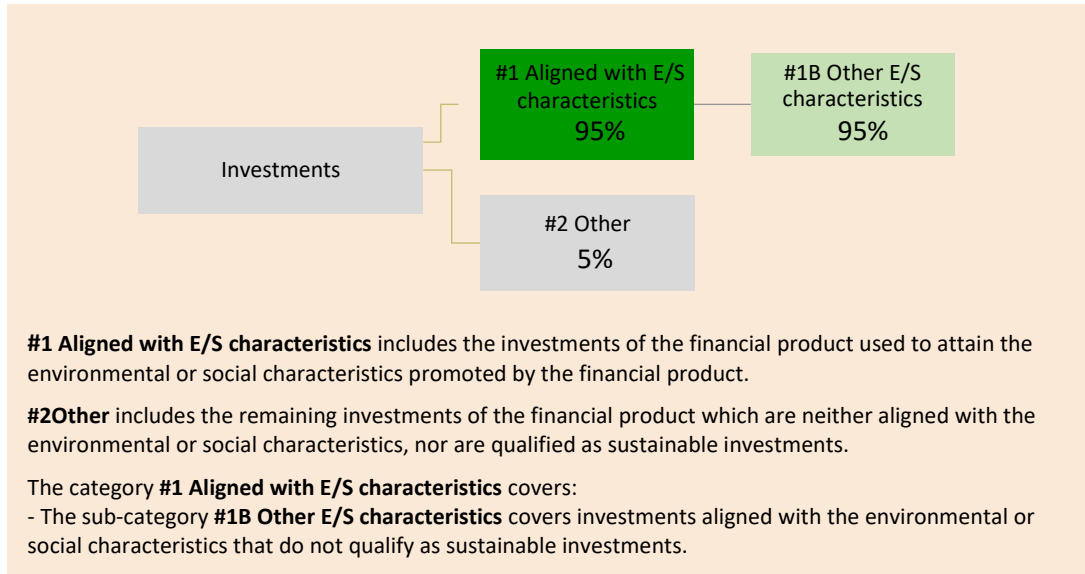 #1 Aligned with E/S
characteristics
95%
#1B Other E/S
characteristics
95%
Investments
#2 Other
5%
#1 Aligned with E/S characteristics includes the investments of the financial product used to attain the
environmental or social characteristics promoted by the financial product.
#2Other includes the remaining investments of the financial product which are neither aligned with the
environmental or social characteristics, nor are qualified as sustainable investments.
The category #1 Aligned with E/S characteristics covers:
- The sub-category #1B Other E/S characteristics covers investments aligned with the environmental or
social characteristics that do not qualify as sustainable investments.